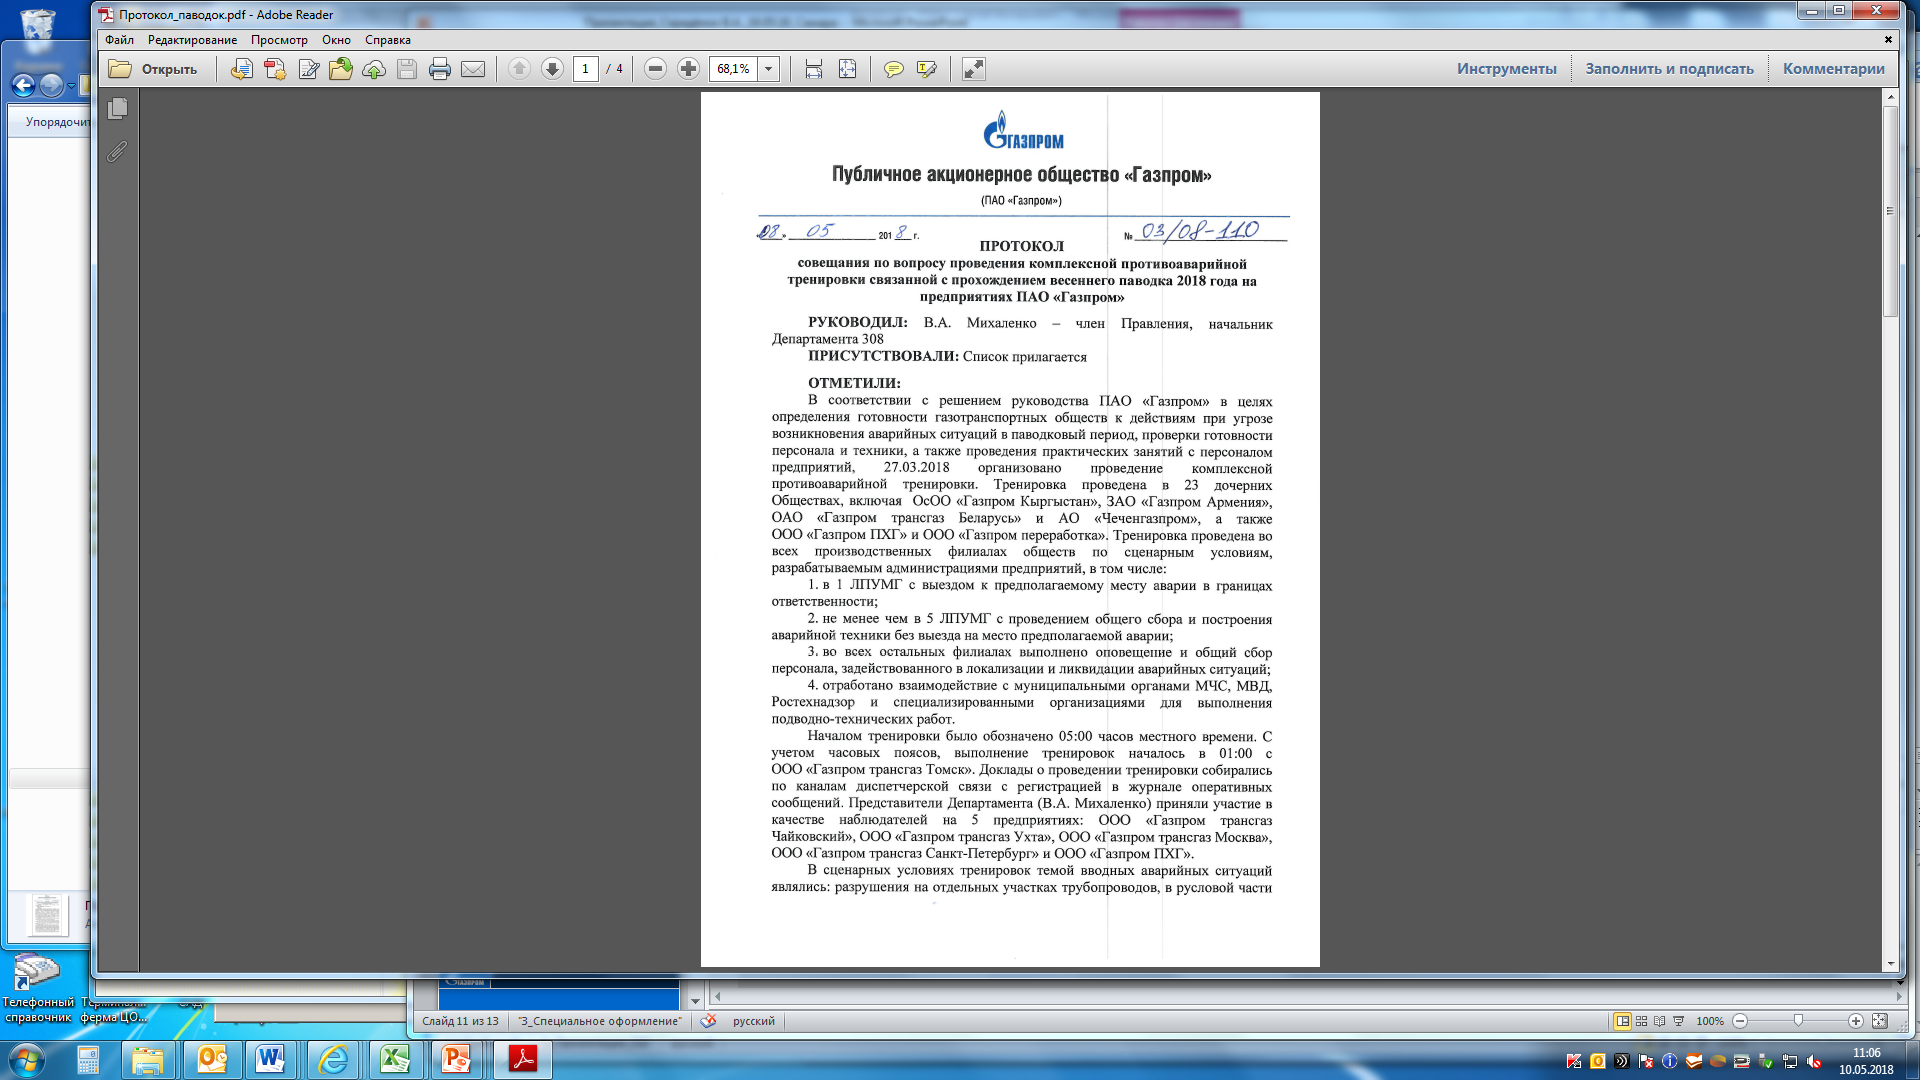 Протокол_паводок.pdf - Adobe Reader
Файл Редактирование Просмотр Окно Справка
Открыть 1 / 4 68,1% Инструменты Заполнить и подписать Комментарии
Упорядочит
ГАЗПРОМ
Публичное акционерное общество «Газпром»
(ПАО «Газпром»)
«08» 05 2018 г. № 03/08-110
ПРОТОКОЛ
совещания по вопросу проведения комплексной противоаварийной
тренировки связанной с прохождением весеннего паводка 2018 года на
предприятиях ПАО «Газпром»
РУКОВОДИЛ: В.А. Михаленко – член Правления, начальник
Департамента 308
ПРИСУТСТВОВАЛИ: Список прилагается
ОТМЕТИЛИ:
В соответствии с решением руководства ПАО «Газпром» в целях
определения готовности газотранспортных обществ к действиям при угрозе
возникновения аварийных ситуаций в паводковый период, проверки готовности
персонала и техники, а также проведения практических занятий с персоналом
предприятий, 27.03.2018 организовано проведение комплексной
противоаварийной тренировки. Тренировка проведена в 23 дочерних
Обществах, включая ОсОО «Газпром Кыргыстан», ЗАО «Газпром Армения»,
ОАО «Газпром трансгаз Беларусь» и АО «Чеченгазпром», а также
ООО «Газпром ПХГ» и ООО «Газпром переработка». Тренировка проведена во
всех производственных филиалах обществ по сценарным условиям,
разрабатываемым администрациями предприятий, в том числе:
1. в 1 ЛПУМГ с выездом к предполагаемому месту аварии в границах
ответственности;
2. не менее чем в 5 ЛПУМГ с проведением общего сбора и построения
аварийной техники без выезда на место предполагаемой аварии;
3. во всех остальных филиалах выполнено оповещение и общий сбор
персонала, задействованного в локализации и ликвидации аварийных ситуаций;
4. отработано взаимодействие с муниципальными органами МЧС, МВД,
Ростехнадзор и специализированными организациями для выполнения
подводно-технических работ.
Началом тренировки было обозначено 05:00 часов местного времени. С
учетом часовых поясов, выполнение тренировок началось в 01:00 с
ООО «Газпром трансгаз Томск». Доклады о проведении тренировки собирались
по каналам диспетчерской связи с регистрацией в журнале оперативных
сообщений. Представители Департамента (В.А. Михаленко) приняли участие в
качестве наблюдателей на 5 предприятиях: ООО «Газпром трансгаз
Чайковский», ООО «Газпром трансгаз Ухта», ООО «Газпром трансгаз Москва»,
ООО «Газпром трансгаз Санкт-Петербург» и ООО «Газпром ПХГ».
В сценарных условиях тренировок темой вводных аварийных ситуаций
являлись: разрушения на отдельных участках трубопроводов, в русловой части
Телефонный
справочник
ферма ЦО...
ГАЗПРОМ
Слайд 11 из 13 "3_Специальное оформление" русский 100%
11:06
10.05.2018